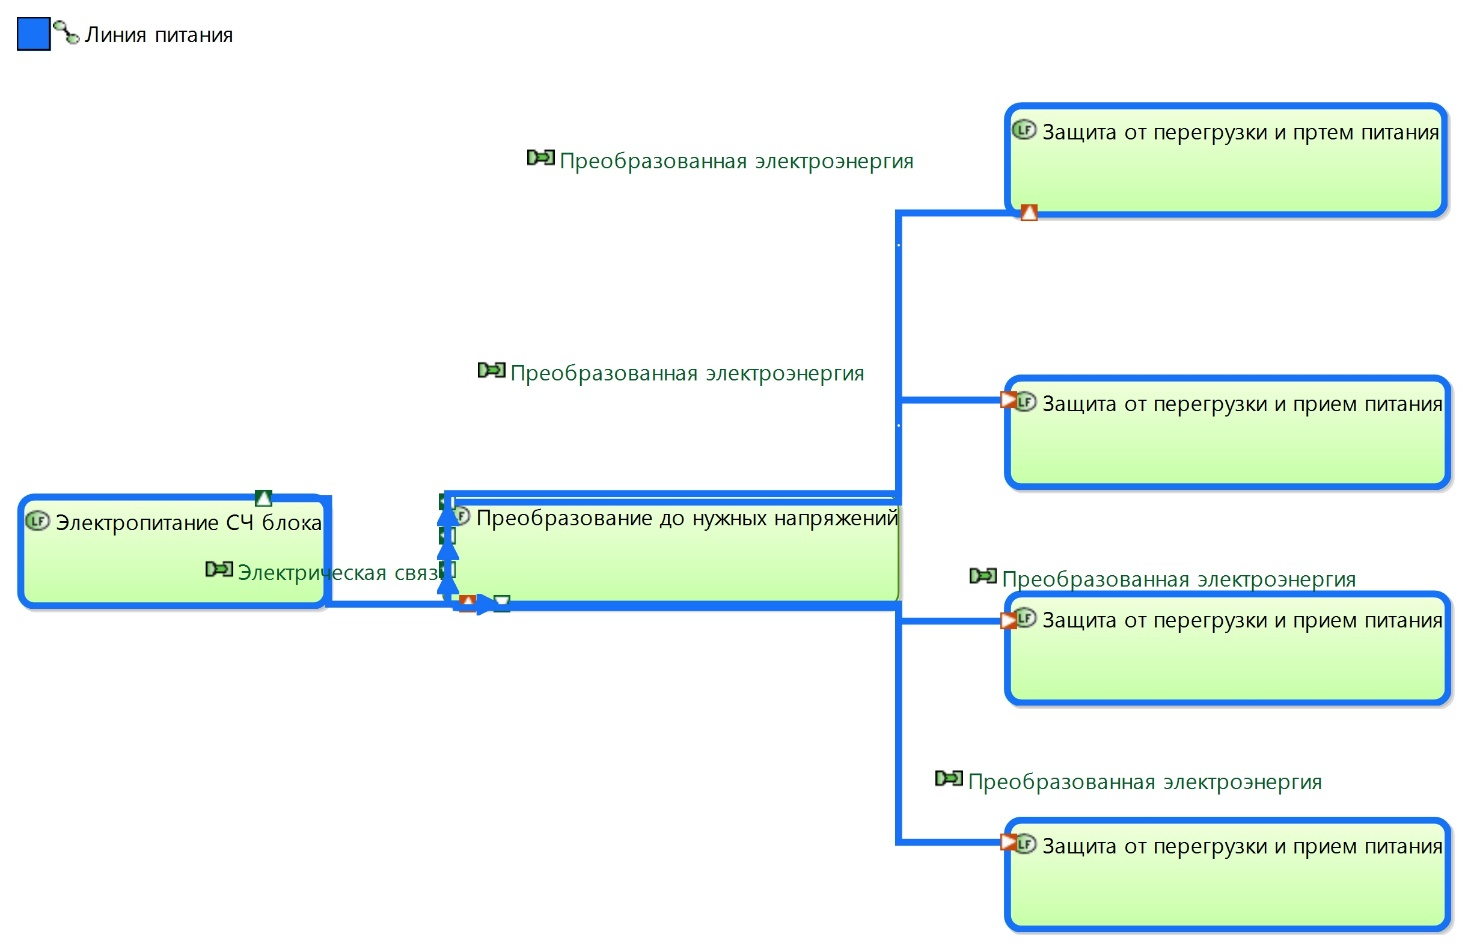 Линия питания
Защита от перегрузки и пртем питания
Преобразованная электроэнергия
Преобразованная электроэнергия
Защита от перегрузки и прием питания
Электропитание СЧ блока
Преобразование до нужных напряжений
Электрическая связ
Преобразованная электроэнергия
Защита от перегрузки и прием питания
Преобразованная электроэнергия
Защита от перегрузки и прием питания